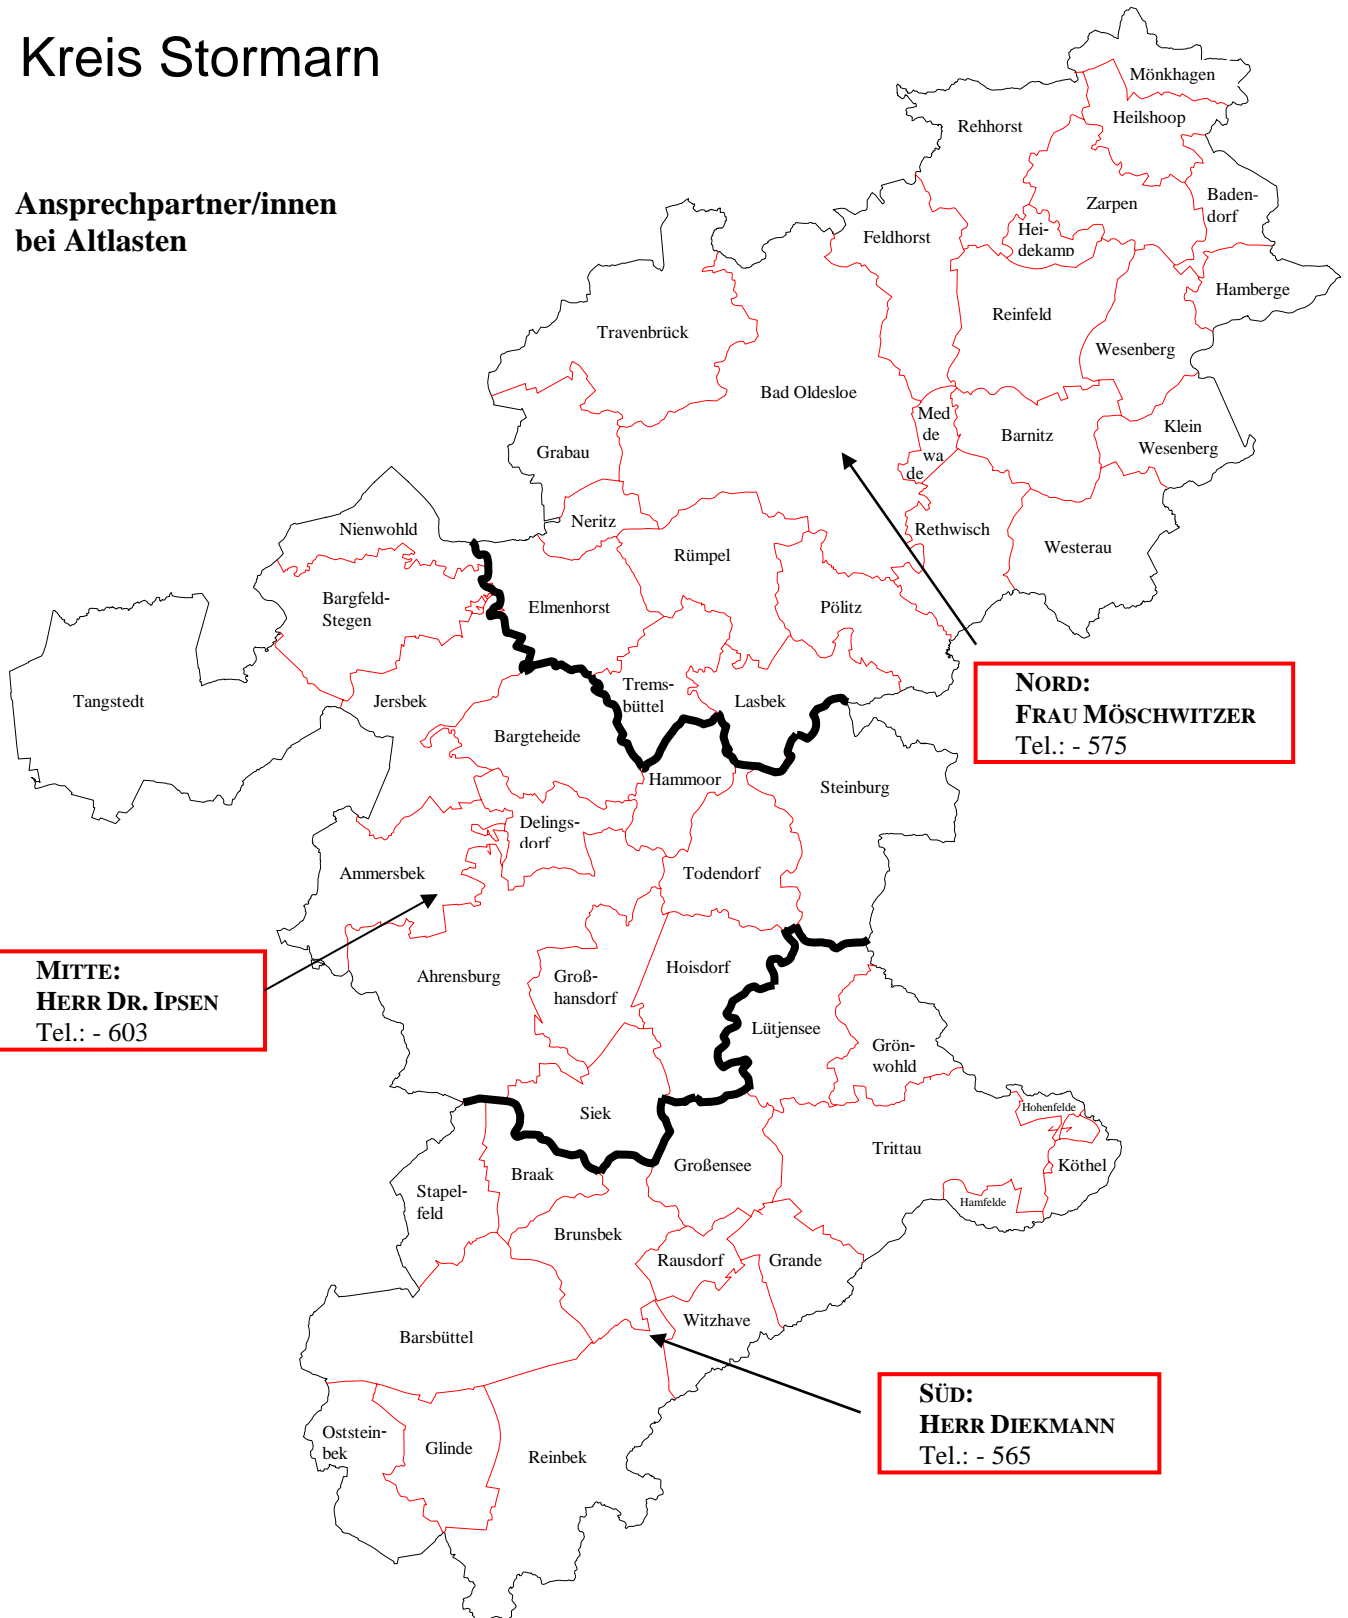 Kreis Stormarn
Ansprechpartner/innen
bei Altlasten
Mönkhagen
Heilshoop
Rehhorst
Zarpen
Baden-
dorf
Hei-
dekamp
Feldhorst
Hamberge
Reinfeld
Travenbrück
Wesenberg
Bad Oldesloe
Med
de
wa
de
Barnitz
Klein
Wesenberg
Grabau
Neritz
Nienwohld
Rethwisch
Westerau
Rümpel
Bargfeld-
Stegen
Elmenhorst
Pölitz
Tangstedt
Jersbek
Trems-
büttel
Lasbek
NORD:
FRAU MÖSCHWITZER
Tel.: - 575
Bargteheide
Hammoor
Steinburg
Delings-
dorf
Ammersbek
Todendorf
MITTE:
HERR DR. IPSEN
Tel.: - 603
Ahrensburg
Groß-
hansdorf
Hoisdorf
Lütjensee
Grön-
wohld
Siek
Hohenfelde
Trittau
Köthel
Großensee
Braak
Stapel-
feld
Hamfelde
Brunsbek
Rausdorf
Grande
Witzhave
Barsbüttel
SÜD:
HERR DIEKMANN
Tel.: - 565
Oststein-
bek
Glinde
Reinbek